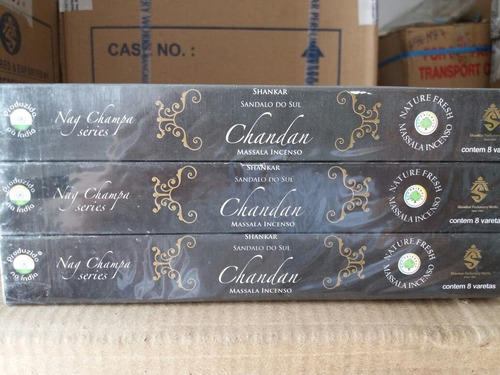 CASE NO. :
TRANSPORT
Produzido
na India
Nag Champa
series
SHANKAR
SANDALO DO SUL
Chandan
MASSALA INCENSO
NATURE FRESH
MASSALA INCENSO
contem 8 varetas
Produzido
na India
Nag Champa
series
SHANKAR
SANDALO DO SUL
Chandan
MASSALA INCENSO
NATURE FRESH
MASSALA INCENSO
contem 8 varetas
Produzido
na India
Nag Champa
series
SHANKAR
SANDALO DO SUL
Chandan
MASSALA INCENSO
NATURE FRESH
MASSALA INCENSO
contem 8 varetas